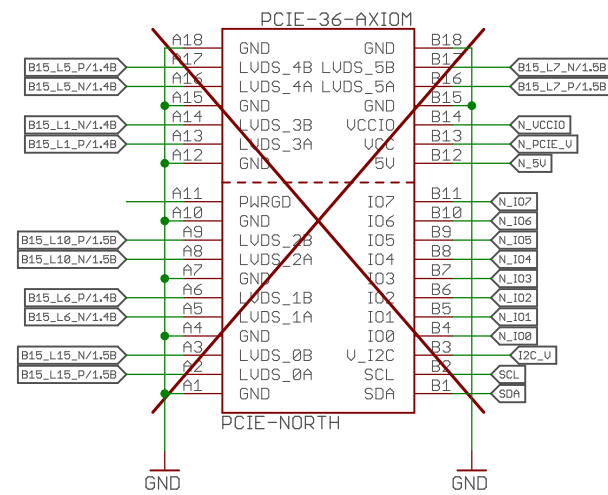 PCIE-36-AXIOM
A18 GND GND B18
B15_L5_P/1.4B A17 LVDS_4B LVDS_5B B17 B15_L7_N/1.5B
B15_L5_N/1.4B A16 LVDS_4A LVDS_5A B16 B15_L7_P/1.5B
A15 GND GND B15
B15_L1_N/1.4B A14 LVDS_3B VCCIO B14 N_VCCIO
B15_L1_P/1.4B A13 LVDS_3A VCC B13 N_PCIE_V
A12 GND 5V B12 N_5V
A11 PWRGD IO7 B11 N_IO7
A10 GND IO6 B10 N_IO6
B15_L10_P/1.5B A9 LVDS_2B IO5 B9 N_IO5
B15_L10_N/1.5B A8 LVDS_2A IO4 B8 N_IO4
A7 GND IO3 B7 N_IO3
B15_L6_P/1.4B A6 LVDS_1B IO2 B6 N_IO2
B15_L6_N/1.4B A5 LVDS_1A IO1 B5 N_IO1
A4 GND IO0 B4 N_IO0
B15_L15_N/1.5B A3 LVDS_0B V_I2C B3 I2C_V
B15_L15_P/1.5B A2 LVDS_0A SCL B2 SCL
A1 GND SDA B1 SDA
PCIE-NORTH
GND GND